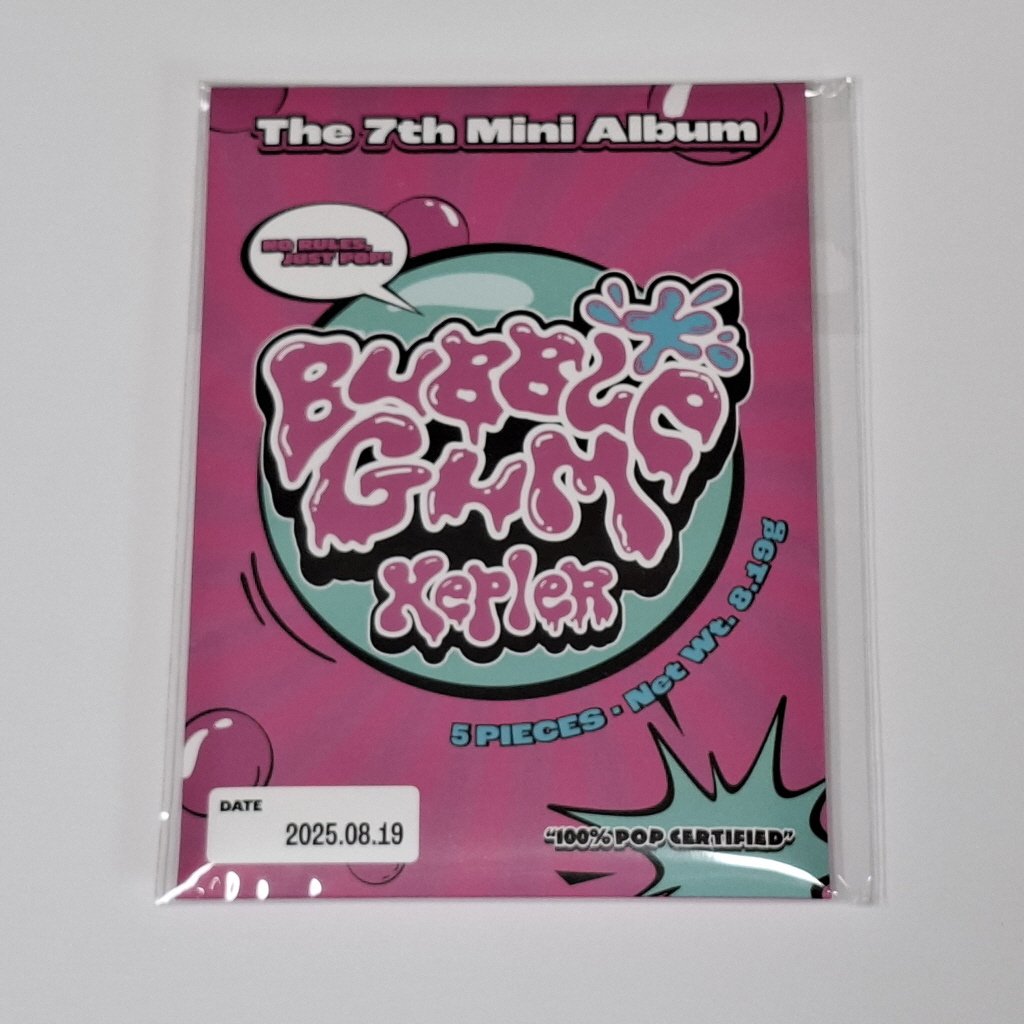 The 7th Mini Album
NO RULES,
JUST POP!
BUBBLE
GUM
Kep1er
5 PIECES · Net Wt. 8.19g
DATE
2025.08.19
"100% POP CERTIFIED"